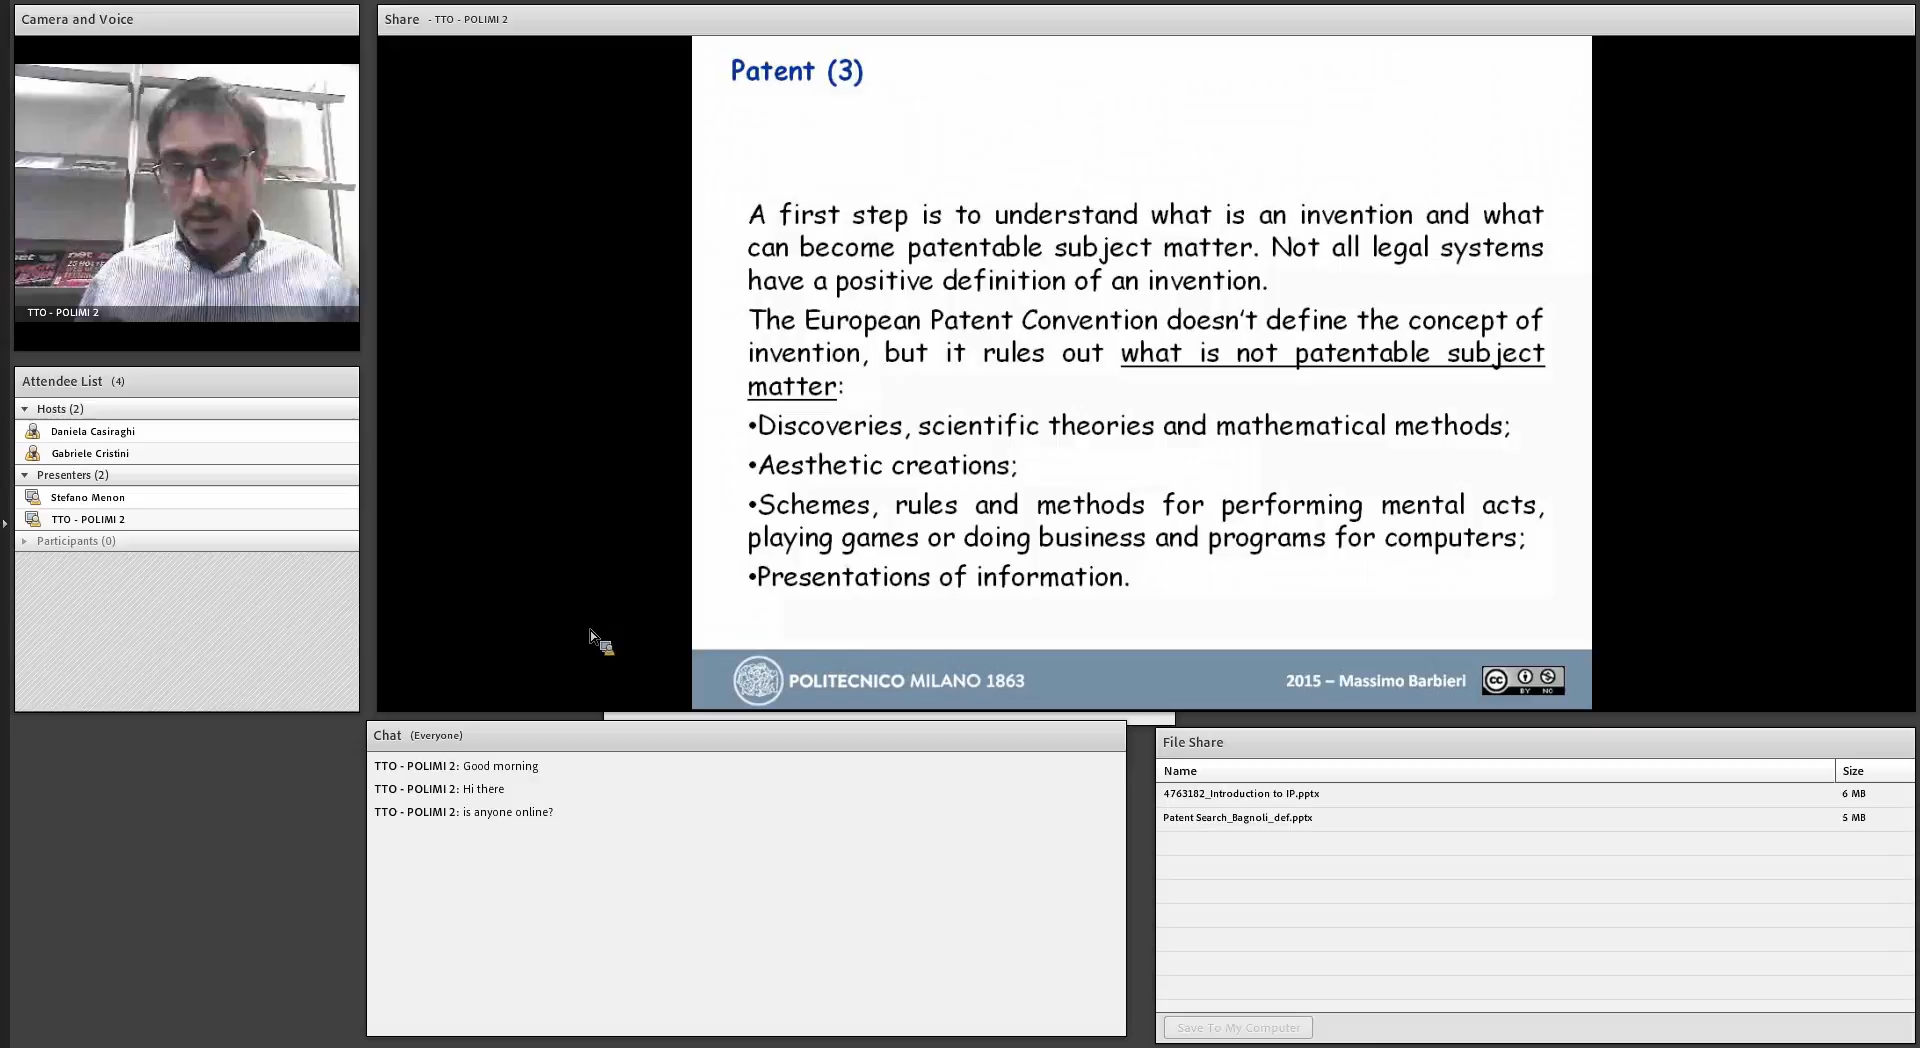 Camera and Voice
TTO - POLIMI 2
Attendee List (4)
Hosts (2)
Daniela Casiraghi
Gabriele Cristini
Presenters (2)
Stefano Menon
TTO - POLIMI 2
Participants (0)
Share - TTO - POLIMI 2
Patent (3)
A first step is to understand what is an invention and what
can become patentable subject matter. Not all legal systems
have a positive definition of an invention.
The European Patent Convention doesn't define the concept of
invention, but it rules out what is not patentable subject
matter:
•Discoveries, scientific theories and mathematical methods;
•Aesthetic creations;
•Schemes, rules and methods for performing mental acts,
playing games or doing business and programs for computers;
•Presentations of information.
POLITECNICO MILANO 1863
2015 – Massimo Barbieri
cc BY NC
Chat (Everyone)
TTO - POLIMI 2: Good morning
TTO - POLIMI 2: Hi there
TTO - POLIMI 2: is anyone online?
File Share
Name Size
4763182_Introduction to IP.pptx 6 MB
Patent Search_Bagnoli_def.pptx 5 MB
Save To My Computer